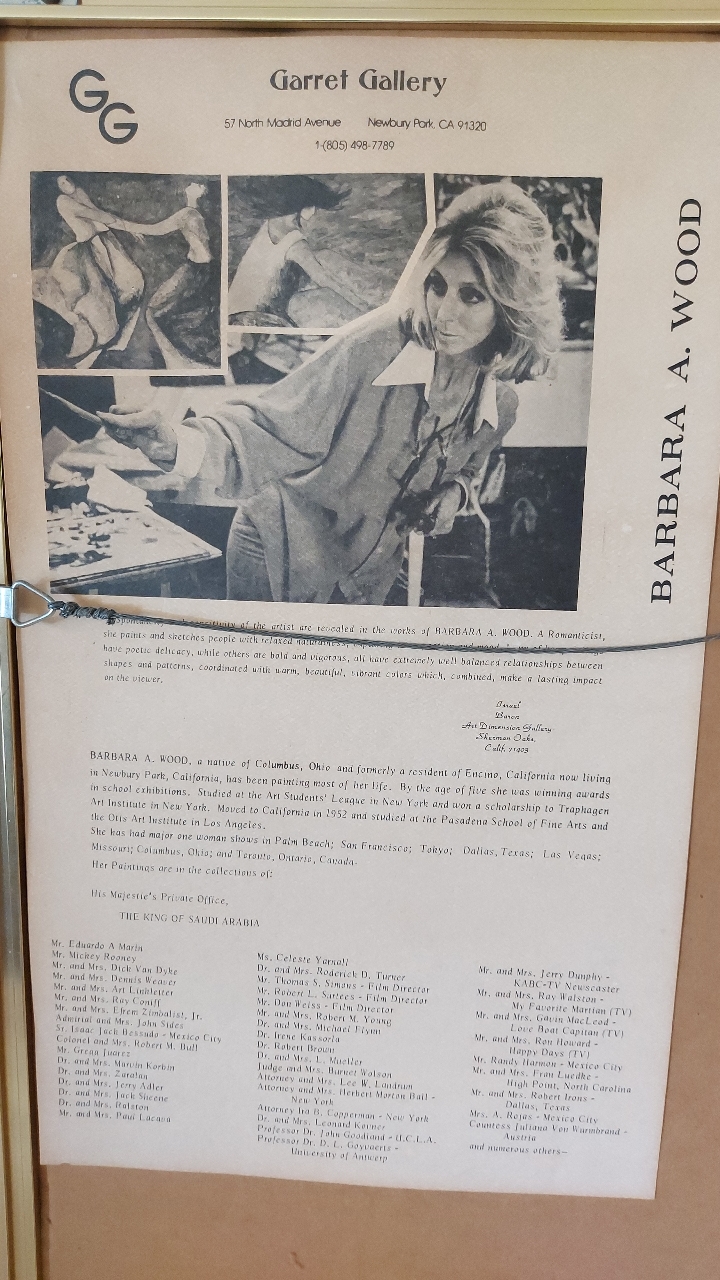 GG
Garret Gallery
57 North Madrid Avenue Newbury Park, CA 91320
1-(805) 498-7789
BARBARA A. WOOD
of the artist are revealed in the works of BARBARA A. WOOD. A Romanticist,
she paints and sketches people with relaxed
have poetic delicacy, while others are bold and vigorous, all have extremely well balanced relationships between
shapes and patterns, coordinated with warm, beautiful, vibrant colors which, combined, make a lasting impact
on the viewer.
Israel
Baron
Art Dimension Gallery
Sherman Oaks,
Calif. 91403
BARBARA A. WOOD, a native of Columbus, Ohio and formerly a resident of Encino, California now living
in Newbury Park, California, has been painting most of her life. By the age of five she was winning awards
in school exhibitions. Studied at the Art Students' League in New York and won a scholarship to Traphagen
Art Institute in New York. Moved to California in 1952 and studied at the Pasadena School of Fine Arts and
the Otis Art Institute in Los Angeles.
She has had major one woman shows in Palm Beach; San Francisco; Tokyo; Dallas, Texas; Las Vegas;
Missouri; Columbus, Ohio; and Toronto, Ontario, Canada.
Her Paintings are in the collections of:
His Majestie's Private Office,
THE KING OF SAUDI ARABIA
Mr. Eduardo A Marin
Mr. Mickey Rooney
Mr. and Mrs. Dick Van Dyke
Mr. and Mrs. Dennis Weaver
Mr. and Mrs. Art Linkletter
Mr. and Mrs. Ray Coniff
Mr. and Mrs. Efrem Zimbalist, Jr.
Admiral and Mrs. John Sides
Sr. Isaac Jack Bessudo - Mexico City
Colonel and Mrs. Robert M. Bull
Mr. Green Juarez
Dr. and Mrs. Marvin Korbin
Dr. and Mrs. Zaratan
Dr. and Mrs. Jerry Adler
Dr. and Mrs. Jack Sheene
Dr. and Mrs. Ralston
Mr. and Mrs. Paul Lacava
Ms. Celeste Yarnall
Dr. and Mrs. Roderick D. Turner
Mr. Thomas S. Simons - Film Director
Mr. Robert L. Surtees - Film Director
Mr. Don Weiss - Film Director
Mr. and Mrs. Robert M. Young
Dr. and Mrs. Michael Flynn
Dr. Irene Kassorla
Dr. Robert Brown
Dr. and Mrs. L. Mueller
Judge and Mrs. Burnet Wolson
Attorney and Mrs. Lee W. Landrum
Attorney and Mrs. Herbert Morton Ball -
New York
Attorney Ira B. Copperman - New York
Dr. and Mrs. Leonard Kovner
Professor Dr. John Goodland - U.C.L.A.
Professor Dr. D. L. Goyvaerts -
University of Antwerp
Mr. and Mrs. Jerry Dunphy -
KABC-TV Newscaster
Mr. and Mrs. Ray Walston -
My Favorite Martian (TV)
Mr. and Mrs. Gavin MacLeod -
Love Boat Capitan (TV)
Mr. and Mrs. Ron Howard -
Happy Days (TV)
Mr. Randy Harmon - Mexico City
Mr. and Mrs. Fran Luedke -
High Point, North Carolina
Mr. and Mrs. Robert Irons -
Dallas, Texas
Mrs. A. Rojas - Mexico City
Countess Juliana Von Wurmbrand -
Austria
and numerous others—